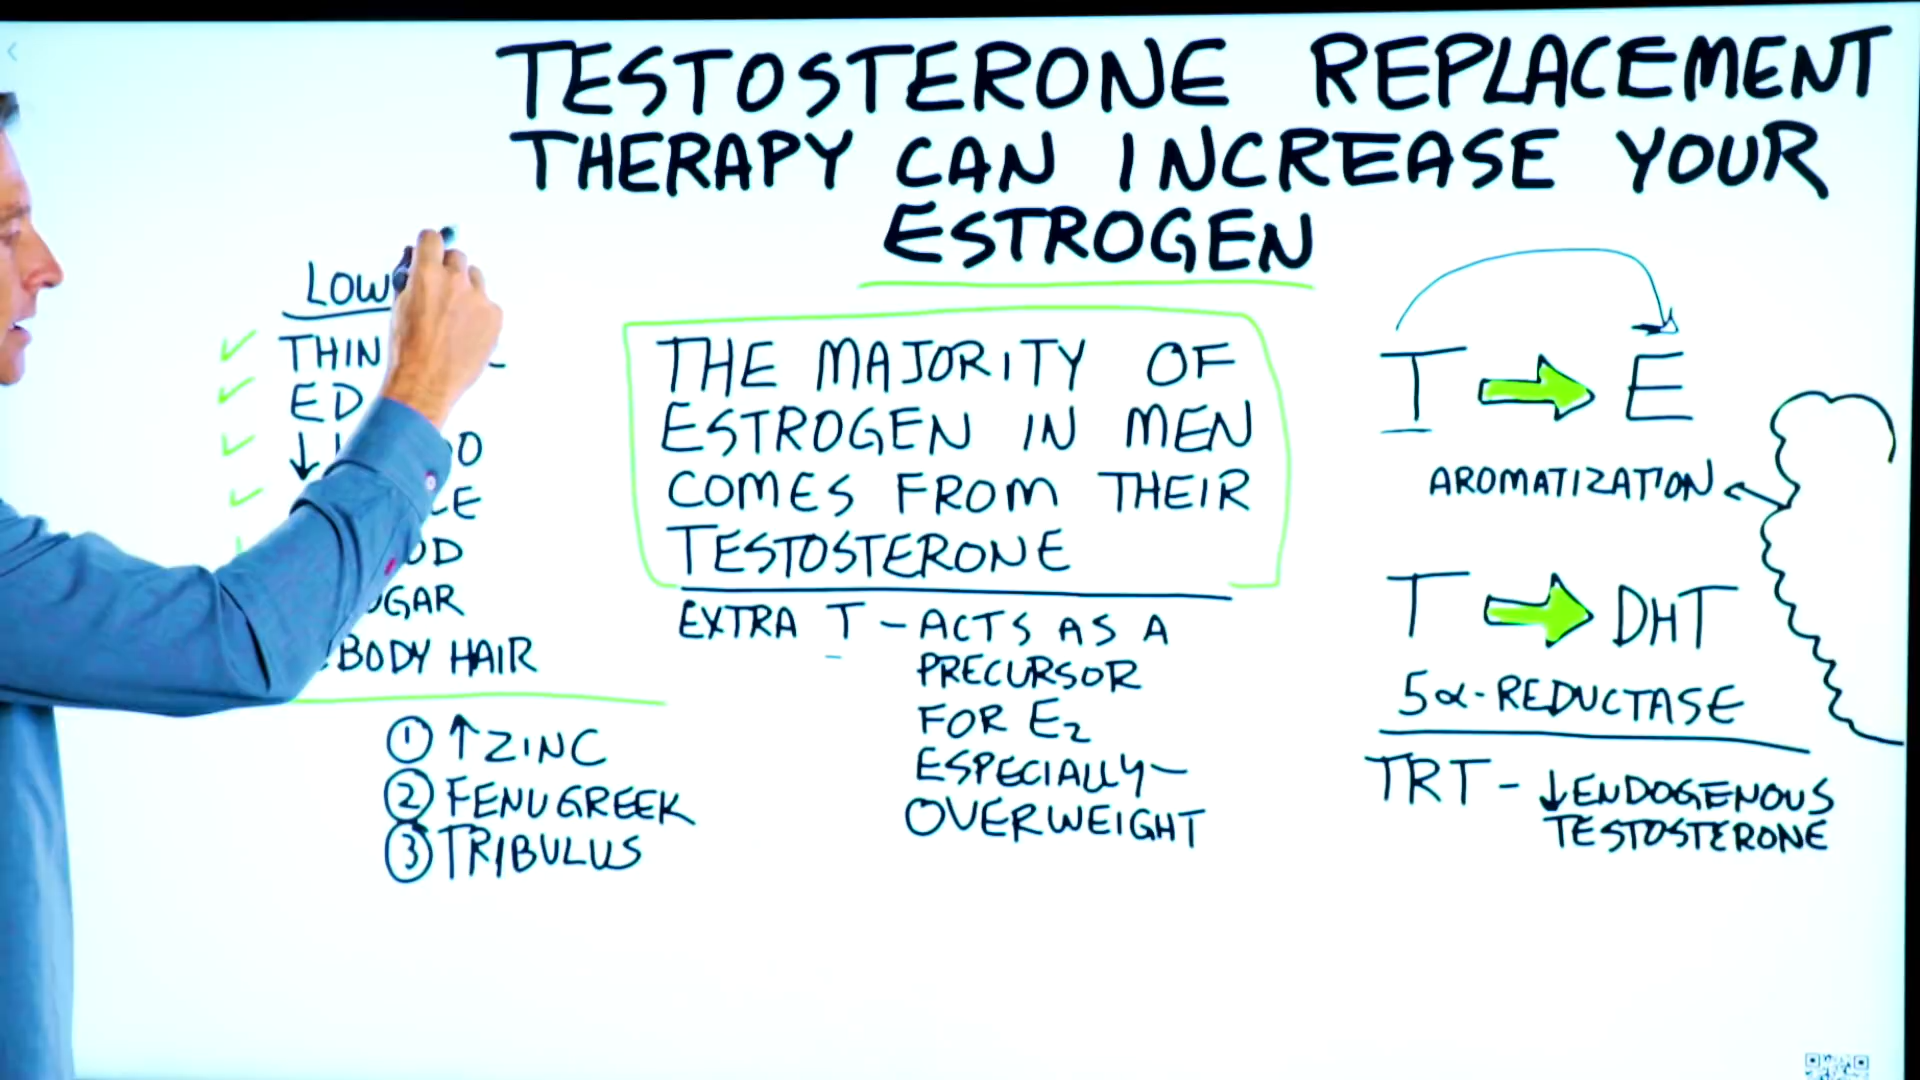 TESTOSTERONE REPLACEMENT
THERAPY CAN INCREASE YOUR
ESTROGEN
LOW
THIN
ED
↓
GAR
BODY HAIR
① ↑ ZINC
② FENUGREEK
③ TRIBULUS
THE MAJORITY OF
ESTROGEN IN MEN
COMES FROM THEIR
TESTOSTERONE
EXTRA T - ACTS AS A
PRECURSOR
FOR E₂
ESPECIALLY-
OVERWEIGHT
T → E
AROMATIZATION
T → DHT
5α-REDUCTASE
TRT - ↓ENDOGENOUS
TESTOSTERONE